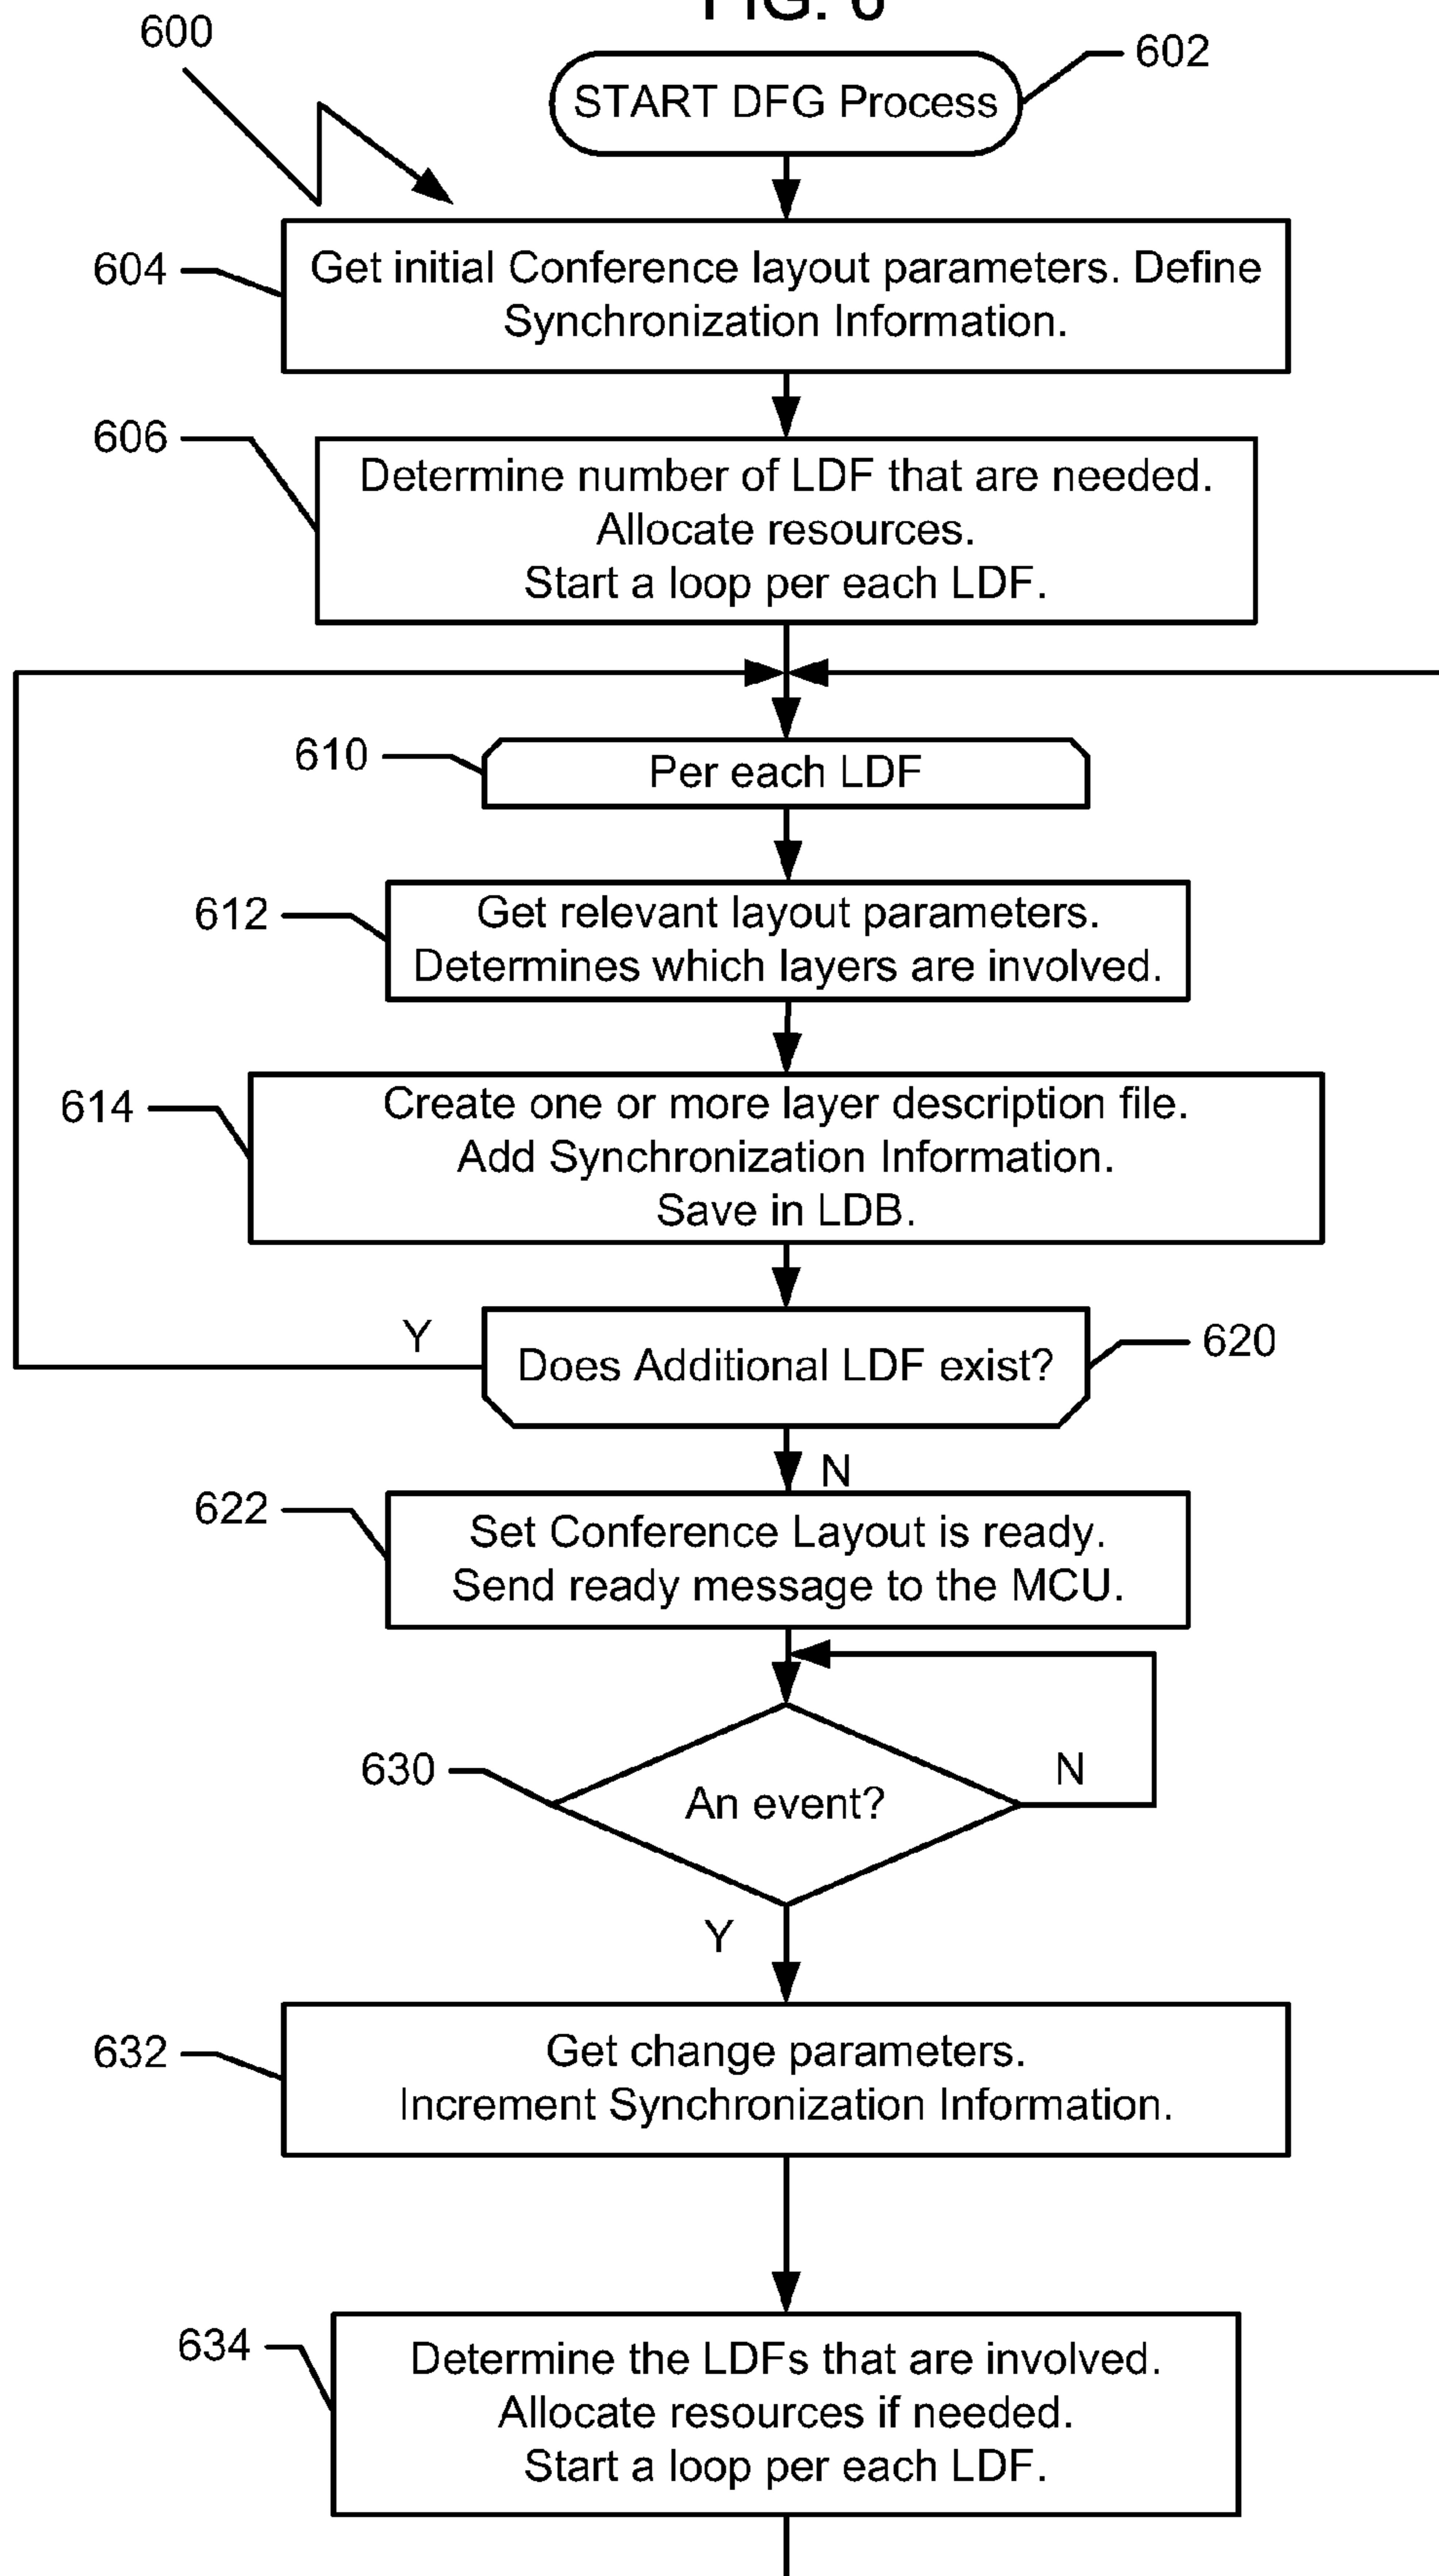 FIG. 6
600
602
START DFG Process
604
Get initial Conference layout parameters. Define
Synchronization Information.
606
Determine number of LDF that are needed.
Allocate resources.
Start a loop per each LDF.
610
Per each LDF
612
Get relevant layout parameters.
Determines which layers are involved.
614
Create one or more layer description file.
Add Synchronization Information.
Save in LDB.
Y
Does Additional LDF exist?
620
N
622
Set Conference Layout is ready.
Send ready message to the MCU.
630
An event?
N
Y
632
Get change parameters.
Increment Synchronization Information.
634
Determine the LDFs that are involved.
Allocate resources if needed.
Start a loop per each LDF.